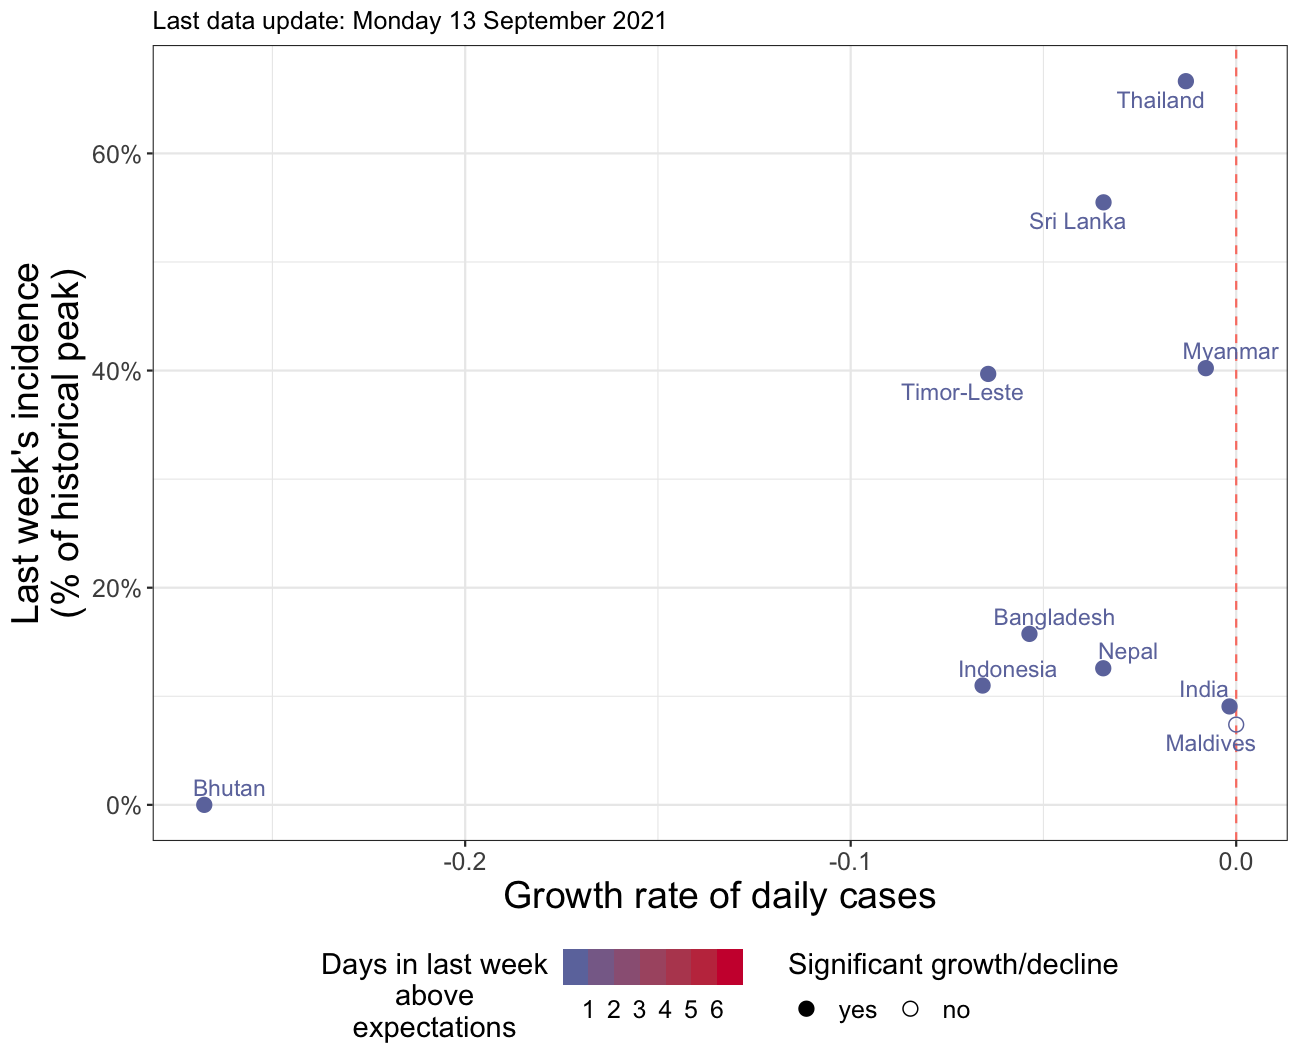 Last data update: Monday 13 September 2021
Last week's incidence
(% of historical peak)
60%
40%
20%
0%
Thailand
Sri Lanka
Myanmar
Timor-Leste
Bangladesh
Nepal
Indonesia
India
Maldives
Bhutan
-0.2
-0.1
0.0
Growth rate of daily cases
Days in last week
above
expectations
1 2 3 4 5 6
Significant growth/decline
yes no